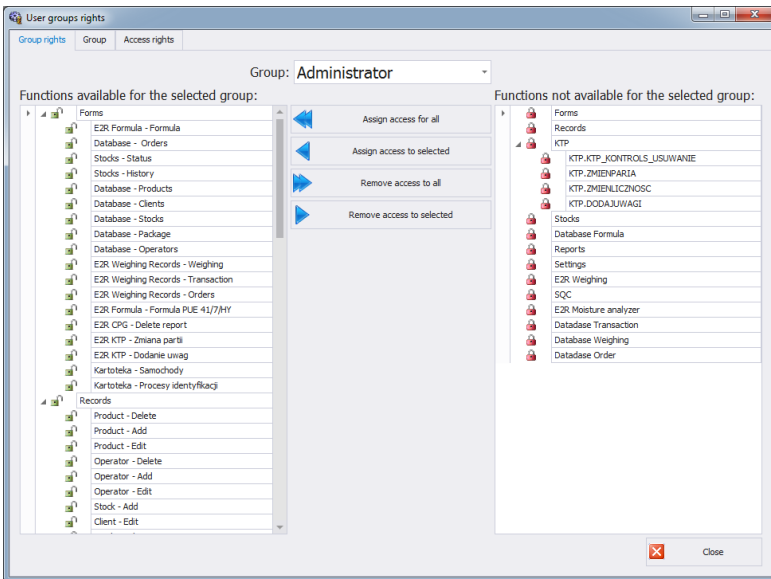 User groups rights
Group rights
Group
Access rights
Group: Administrator
Functions available for the selected group:
Forms
E2R Formula - Formula
Database - Orders
Stocks - Status
Stocks - History
Database - Products
Database - Clients
Database - Stocks
Database - Package
Database - Operators
E2R Weighing Records - Weighing
E2R Weighing Records - Transaction
E2R Weighing Records - Orders
E2R Formula - Formula PUE 41/7/HY
E2R CPG - Delete report
E2R KTP - Zmiana partii
E2R KTP - Dodanie uwag
Kartoteka - Samochody
Kartoteka - Procesy identyfikacji
Records
Product - Delete
Product - Add
Product - Edit
Operator - Delete
Operator - Add
Operator - Edit
Stock - Add
Client - Edit
Assign access for all
Assign access to selected
Remove access to all
Remove access to selected
Functions not available for the selected group:
Forms
Records
KTP
KTP.KTP_KONTROLS_USUWANIE
KTP.ZMIENPARIA
KTP.ZMIENLICZNOSC
KTP.DODAJUWAGI
Stocks
Database Formula
Reports
Settings
E2R Weighing
SQC
E2R Moisture analyzer
Datadase Transaction
Database Weighing
Datadase Order
Close